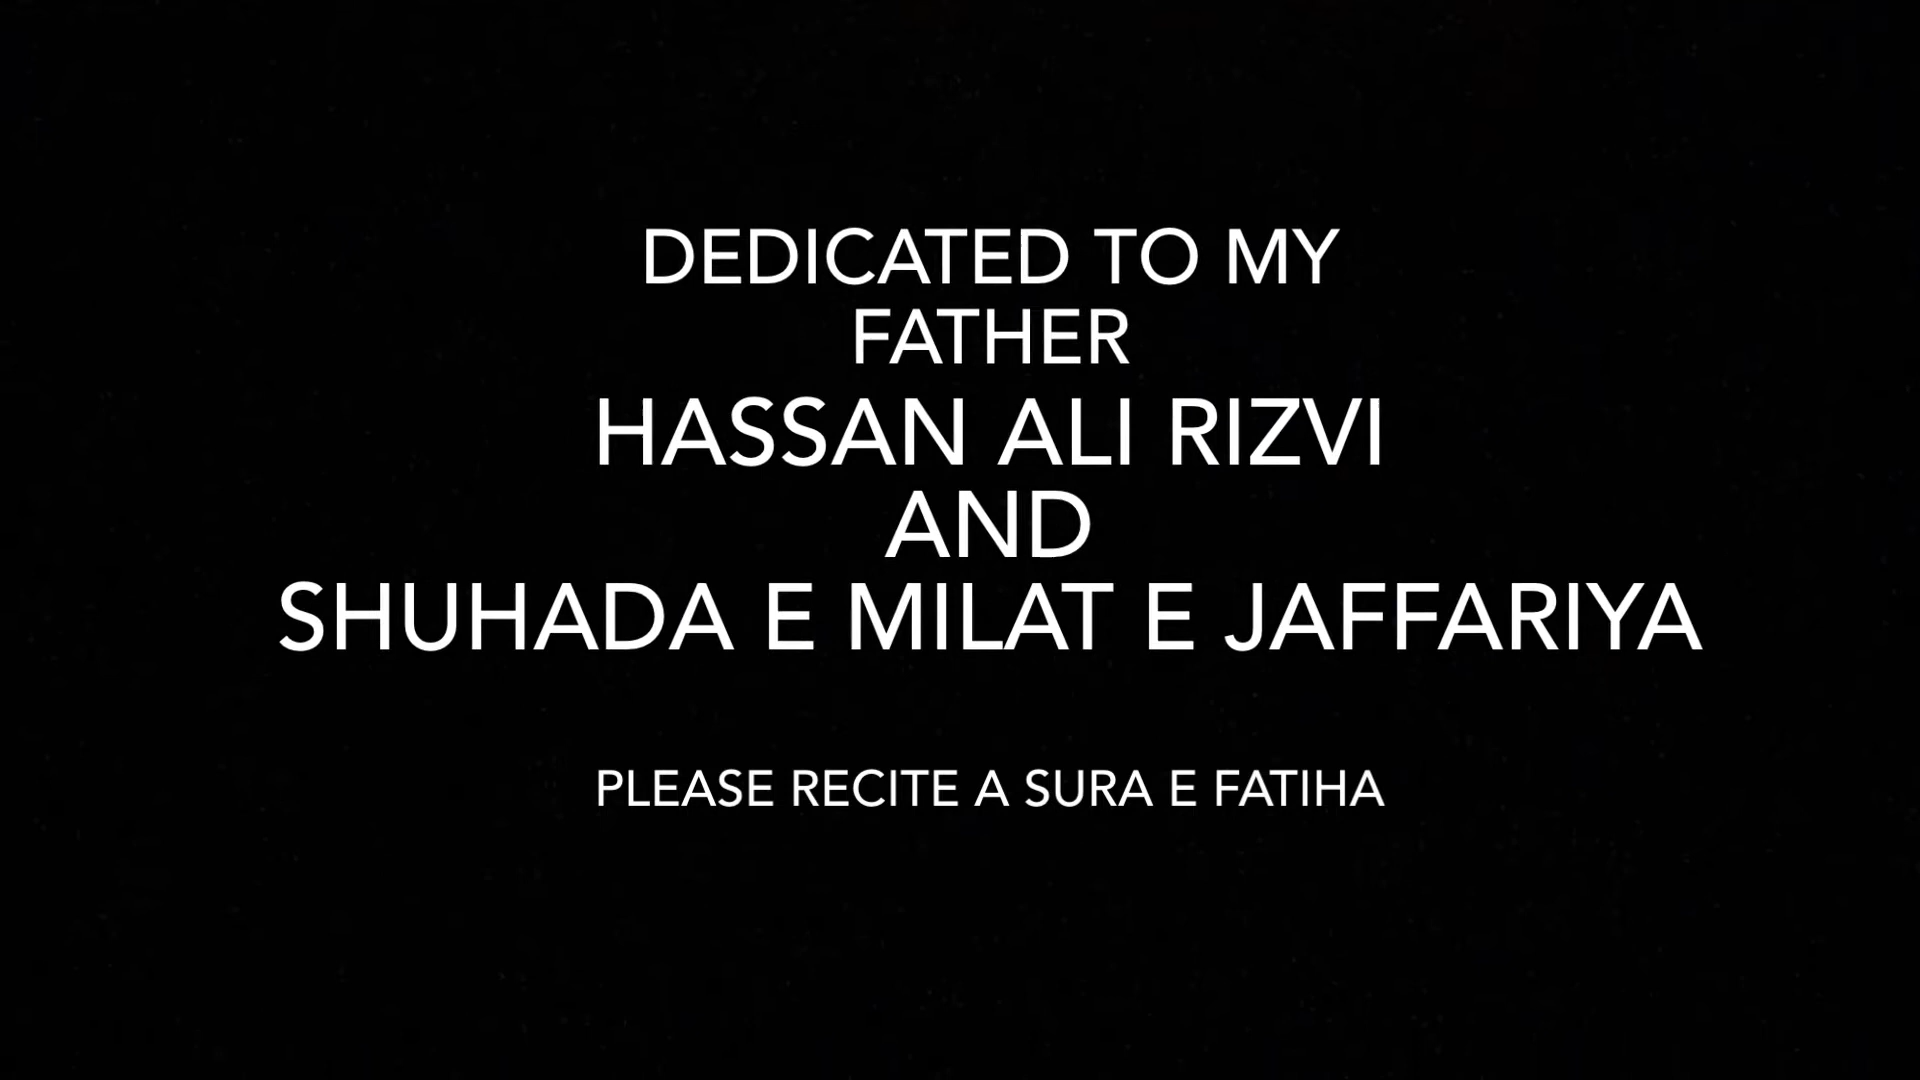 DEDICATED TO MY
FATHER
HASSAN ALI RIZVI
AND
SHUHADA E MILAT E JAFFARIYA
PLEASE RECITE A SURA E FATIHA